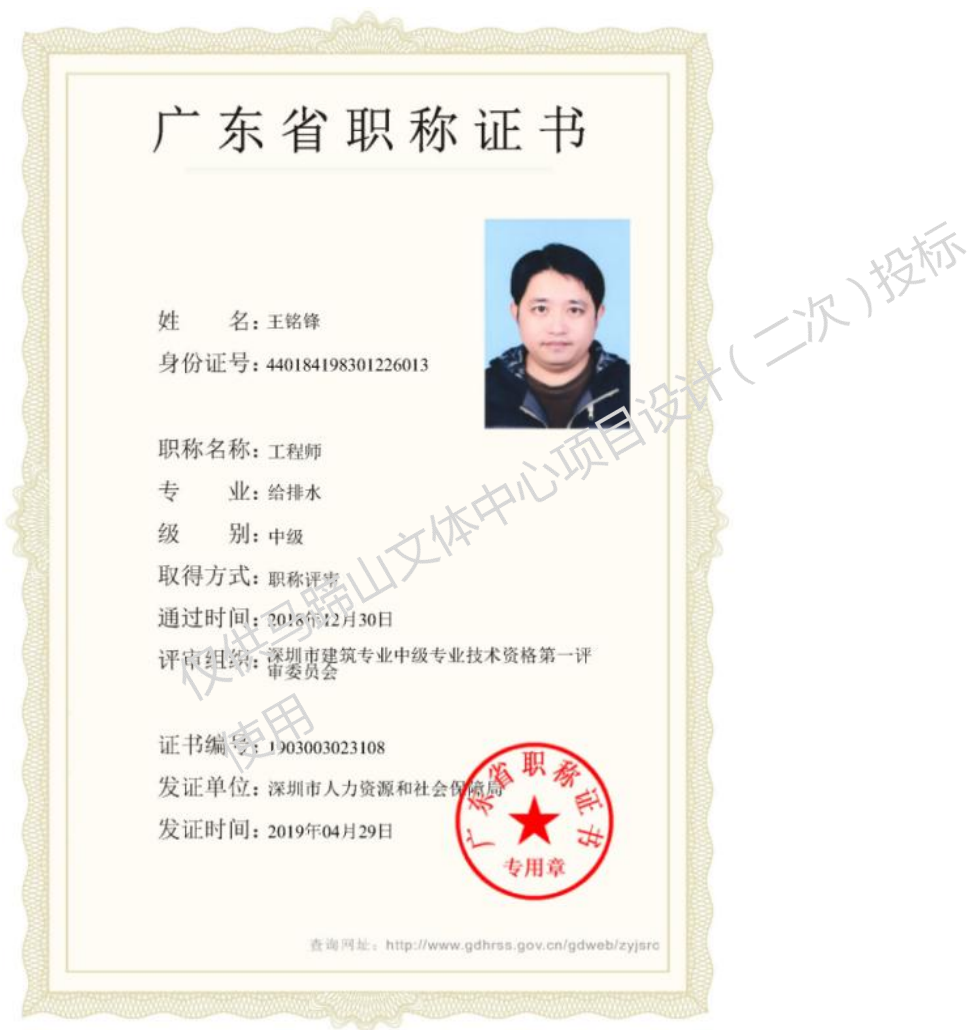 广东省职称证书
姓 名：王铭锋
身份证号：440184198301226013
职称名称：工程师
专 业：给排水
级 别：中级
取得方式：职称评审
通过时间：2018年12月30日
评审组织：深圳市建筑专业中级专业技术资格第一评
审委员会
证书编号：1903003023108
发证单位：深圳市人力资源和社会保障局
发证时间：2019年04月29日
广东省职称证书
专用章
查询网址：http://www.gdhrss.gov.cn/gdweb/zyjsrc
仅供马蹄山文体中心项目设计（二次）投标
使用